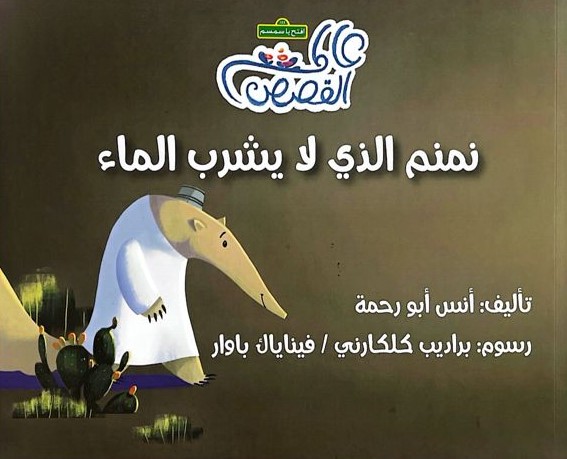 افتح يا سمسم
عالم
القصص
نمنم الذي لا يشرب الماء
تأليف: أنس أبو رحمة
رسوم: براديب كلكارني / فيناياك باوار